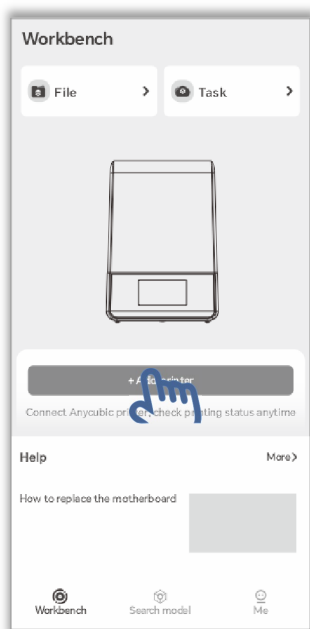 Workbench
File
Task
+Add printer
Connect Anycubic printer, check printing status anytime
Help
More
How to replace the motherboard
Workbench
Search model
Me